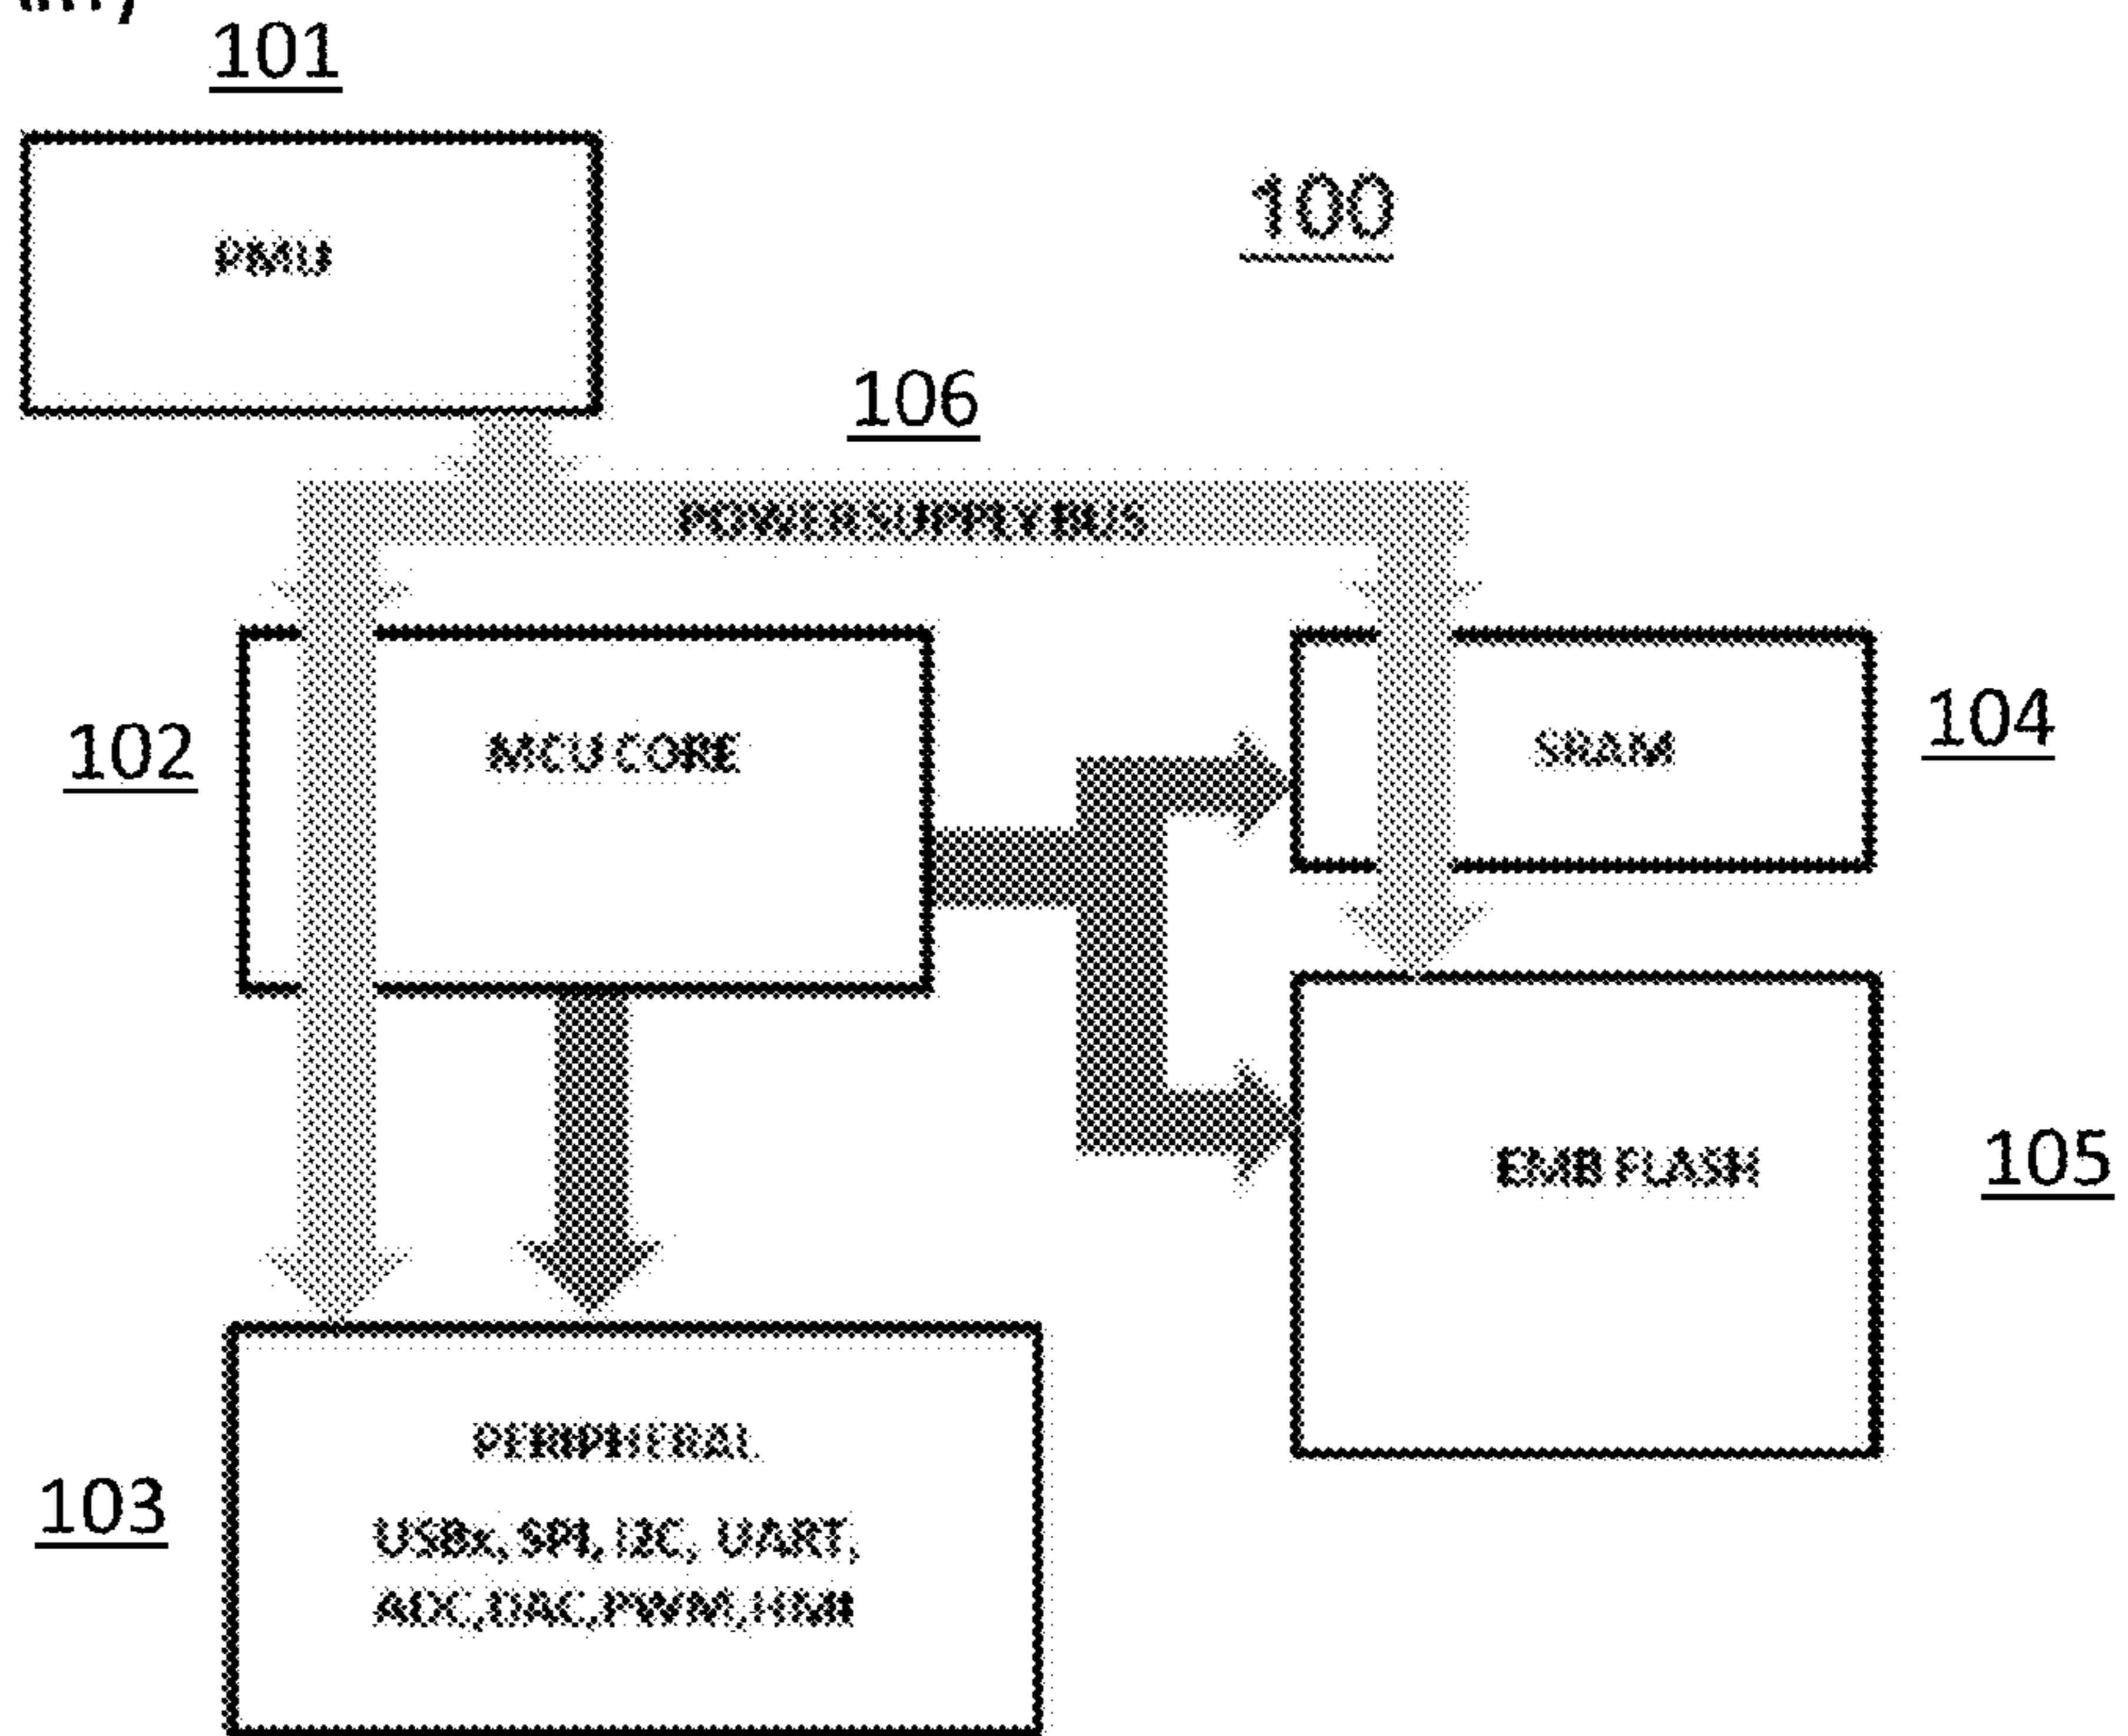 101
PMU
100
106
POWER SUPPLY BUS
102
MCU CORE
SRAM
104
EMB FLASH
105
PERIPHERAL
103
USBx, SPI, I2C, UART,
ADC,DAC,PWM,HMI